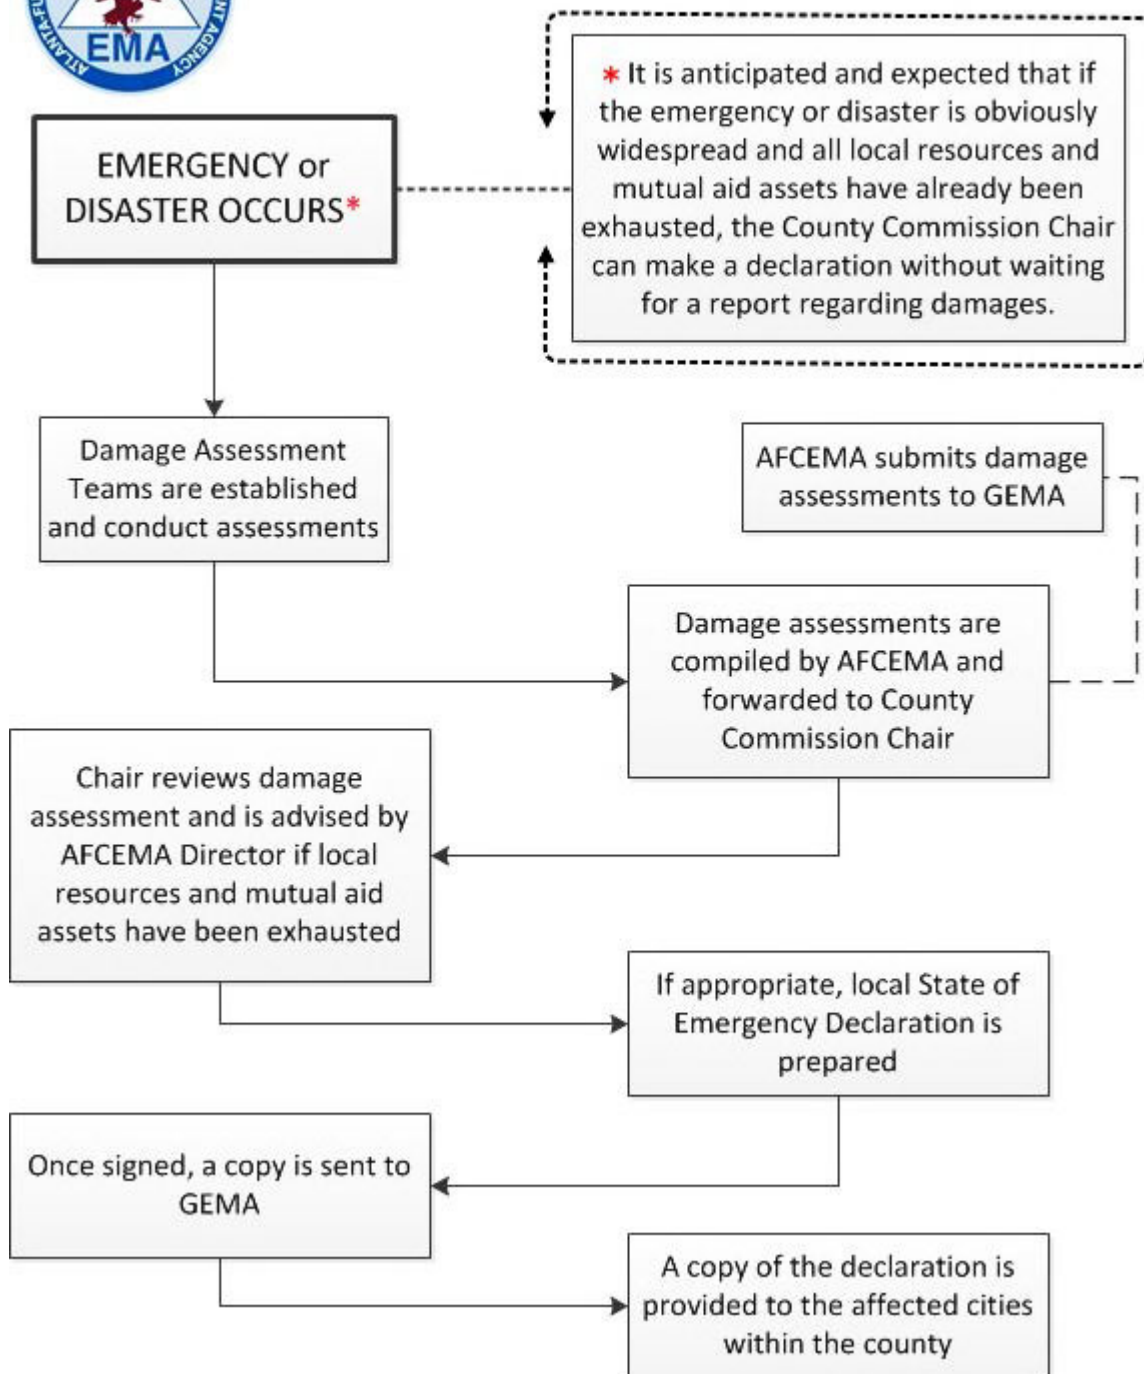 ATLANTA-FU
NT AGENCY
EMA
* It is anticipated and expected that if
the emergency or disaster is obviously
widespread and all local resources and
mutual aid assets have already been
exhausted, the County Commission Chair
can make a declaration without waiting
for a report regarding damages.
EMERGENCY or
DISASTER OCCURS*
Damage Assessment
Teams are established
and conduct assessments
AFCEMA submits damage
assessments to GEMA
Damage assessments are
compiled by AFCEMA and
forwarded to County
Commission Chair
Chair reviews damage
assessment and is advised by
AFCEMA Director if local
resources and mutual aid
assets have been exhausted
If appropriate, local State of
Emergency Declaration is
prepared
Once signed, a copy is sent to
GEMA
A copy of the declaration is
provided to the affected cities
within the county